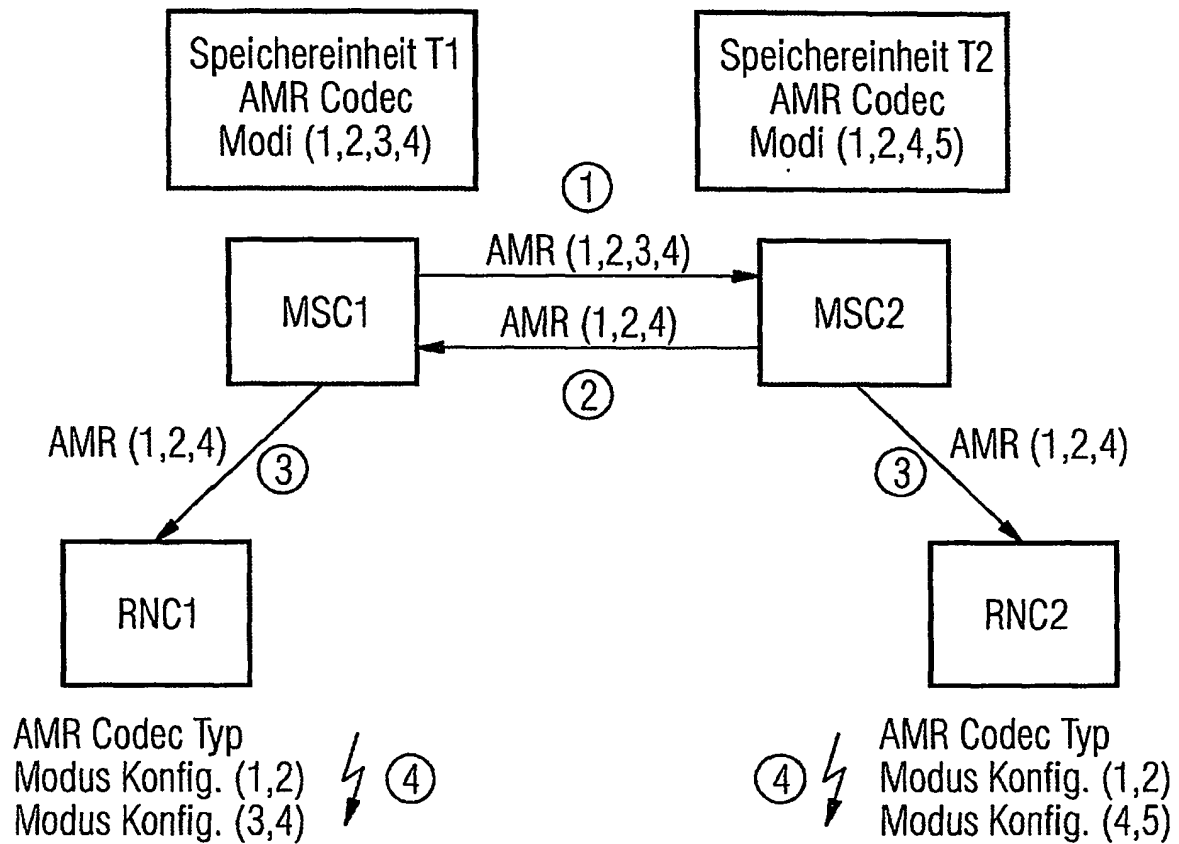 Speichereinheit T1
AMR Codec
Modi (1,2,3,4)
Speichereinheit T2
AMR Codec
Modi (1,2,4,5)
1
AMR (1,2,3,4)
MSC1
MSC2
AMR (1,2,4)
2
AMR (1,2,4)
3
3
AMR (1,2,4)
RNC1
RNC2
AMR Codec Typ
Modus Konfig. (1,2)
Modus Konfig. (3,4)
4
4
AMR Codec Typ
Modus Konfig. (1,2)
Modus Konfig. (4,5)